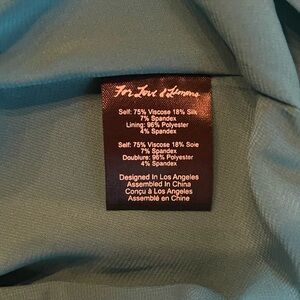 For Love & Lemons
Self: 75% Viscose 18% Silk
7% Spandex
Lining: 96% Polyester
4% Spandex
Self: 75% Viscose 18% Soie
7% Spandex
Doublure: 96% Polyester
4% Spandex
Designed In Los Angeles
Assembled In China
Conçu à Los Angeles
Assemblé en Chine